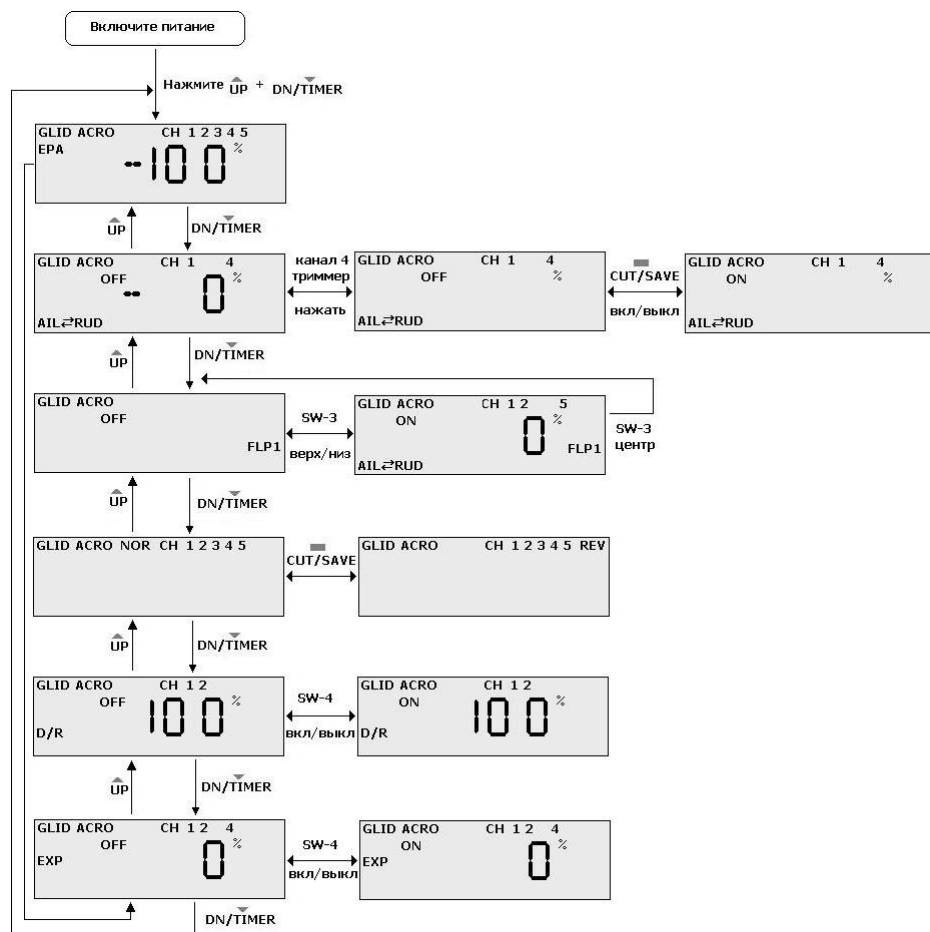 Включите питание
Нажмите UP + DN/TIMER
GLID ACRO CH 1 2 3 4 5
EPA -100 %
UP DN/TIMER
GLID ACRO CH 1 4
OFF - 0 %
AIL⇄RUD
канал 4
триммер
нажать
GLID ACRO CH 1 4
OFF %
AIL⇄RUD
CUT/SAVE
вкл/выкл
GLID ACRO CH 1 4
ON %
AIL⇄RUD
UP DN/TIMER
GLID ACRO
OFF
FLP1
SW-3
верх/низ
GLID ACRO CH 1 2 5
ON 0 %
FLP1
AIL⇄RUD
SW-3
центр
UP DN/TIMER
GLID ACRO NOR CH 1 2 3 4 5
CUT/SAVE
GLID ACRO CH 1 2 3 4 5 REV
UP DN/TIMER
GLID ACRO CH 1 2
OFF 100 %
D/R
SW-4
вкл/выкл
GLID ACRO CH 1 2
ON 100 %
D/R
UP DN/TIMER
GLID ACRO CH 1 2 4
OFF 0 %
EXP
SW-4
вкл/выкл
GLID ACRO CH 1 2 4
ON 0 %
EXP
DN/TIMER